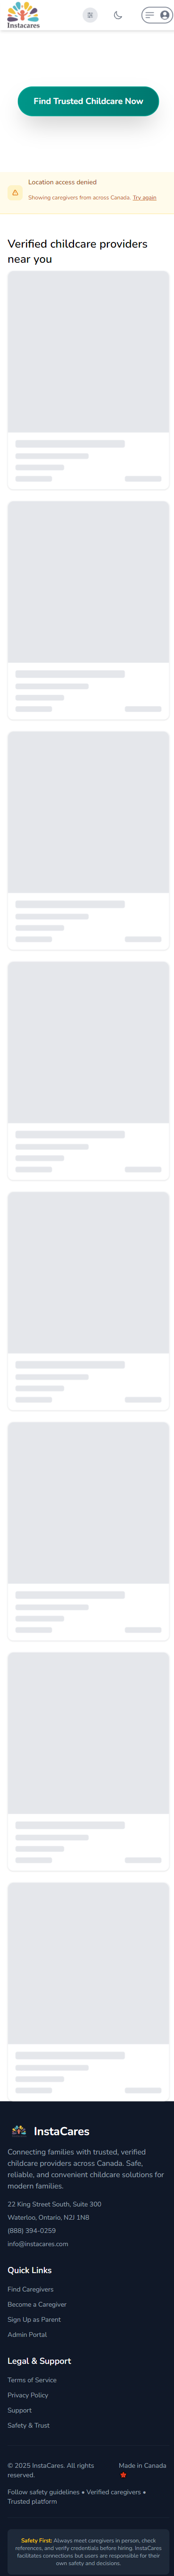 Instacares
Find Trusted Childcare Now
Location access denied
Showing caregivers from across Canada. Try again
Verified childcare providers
near you
InstaCares
Connecting families with trusted, verified
childcare providers across Canada. Safe,
reliable, and convenient childcare solutions for
modern families.
22 King Street South, Suite 300
Waterloo, Ontario, N2J 1N8
(888) 394-0259
info@instacares.com
Quick Links
Find Caregivers
Become a Caregiver
Sign Up as Parent
Admin Portal
Legal & Support
Terms of Service
Privacy Policy
Support
Safety & Trust
© 2025 InstaCares. All rights
reserved.
Made in Canada
Follow safety guidelines • Verified caregivers •
Trusted platform
Safety First: Always meet caregivers in person, check
references, and verify credentials before hiring. InstaCares
facilitates connections but users are responsible for their
own safety and decisions.